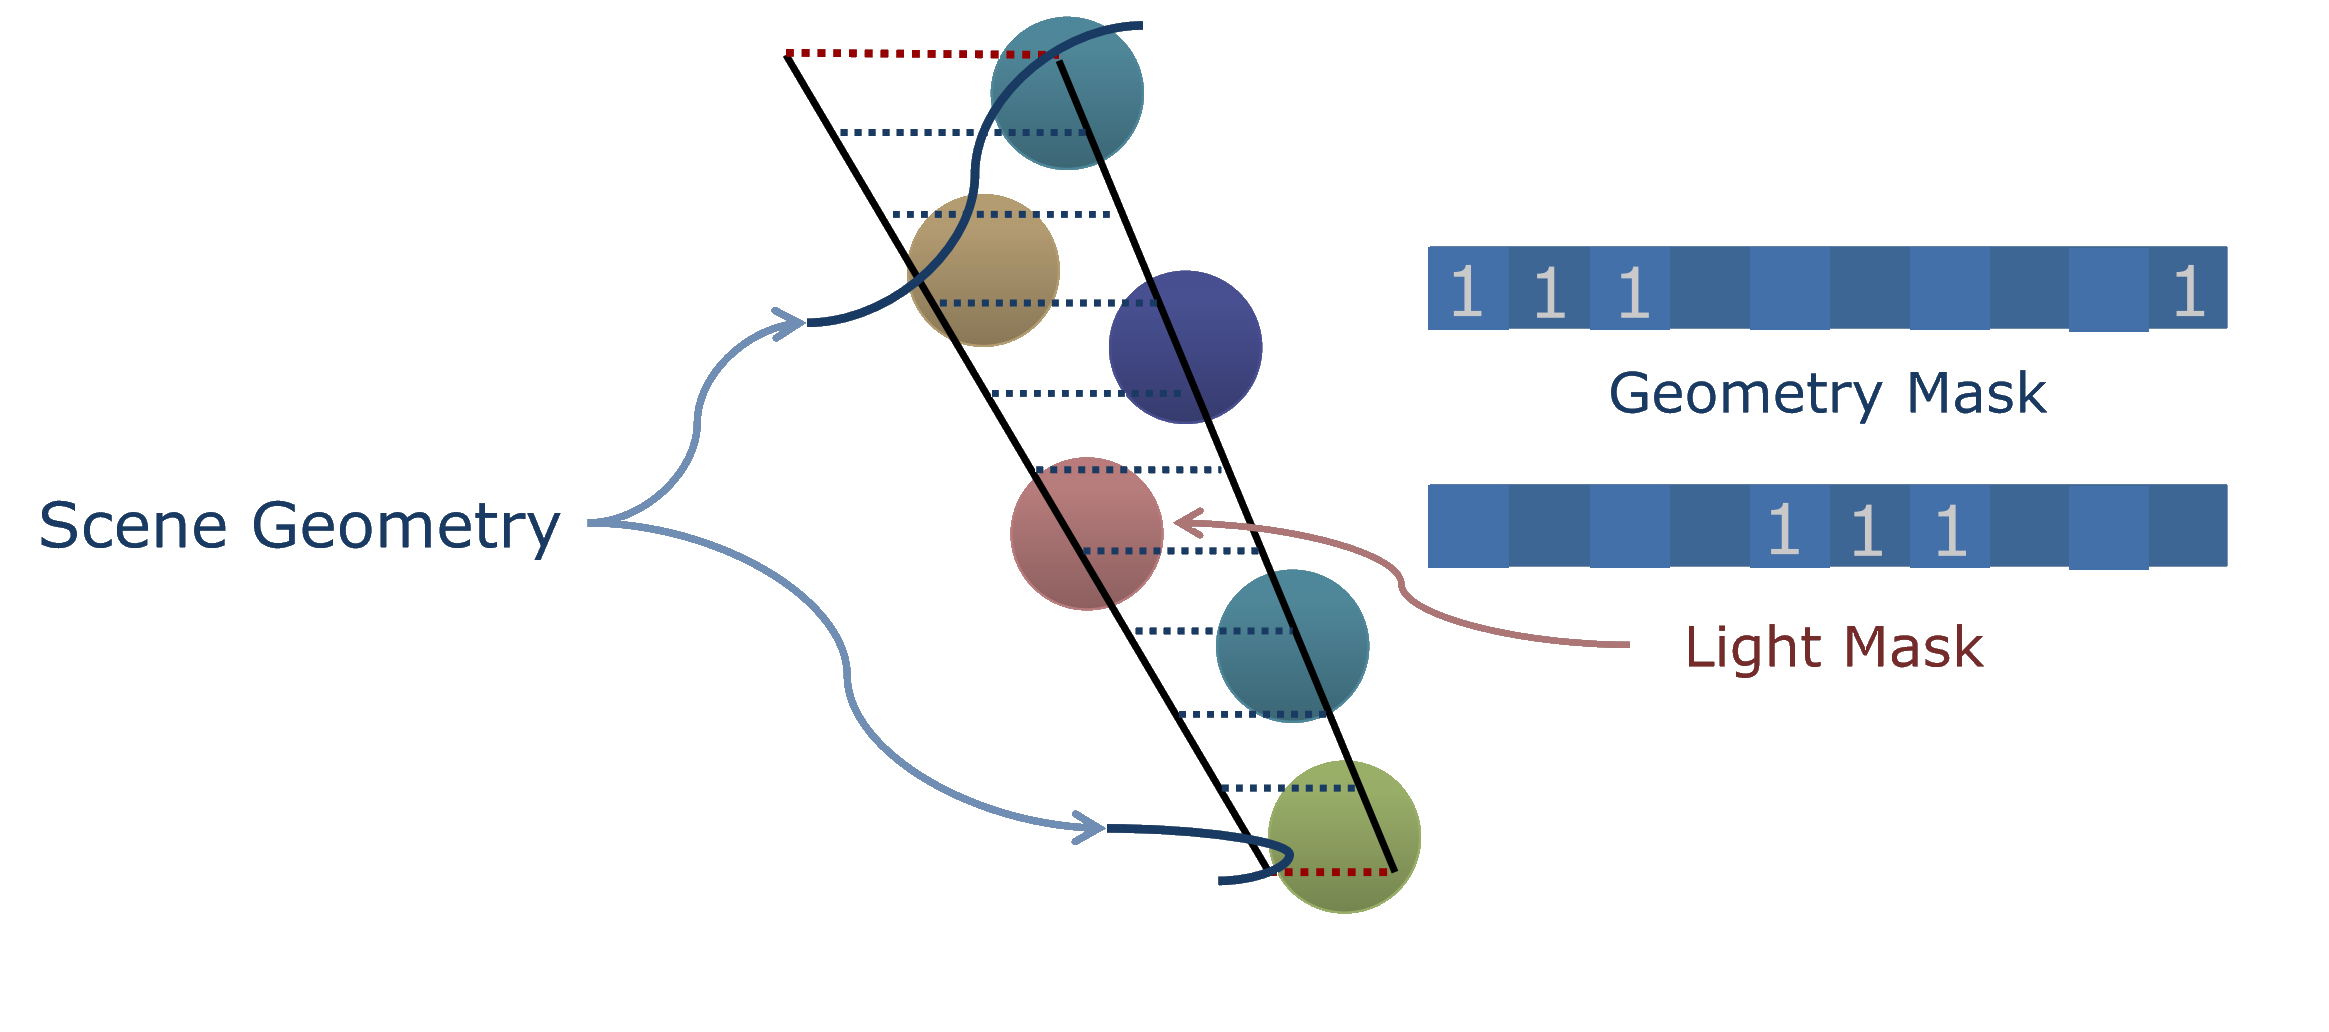 1 1 1 1
Geometry Mask
Scene Geometry
1 1 1
Light Mask